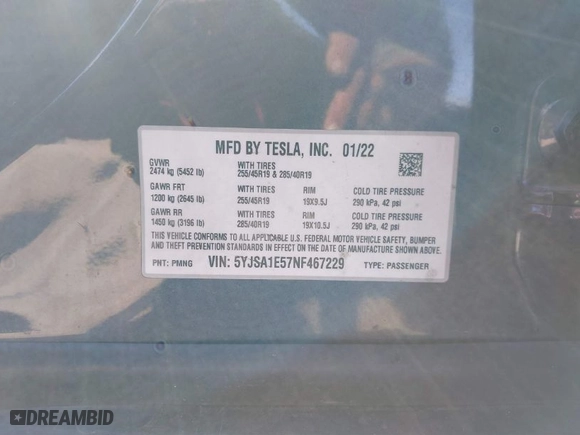 MFD BY TESLA, INC. 01/22
GVWR WITH TIRES
2474 kg (5452 lb) 255/45R19 & 285/40R19
GAWR FRT WITH TIRES RIM COLD TIRE PRESSURE
1200 kg (2645 lb) 255/45R19 19X9.5J 290 kPa, 42 psi
GAWR RR WITH TIRES RIM COLD TIRE PRESSURE
1450 kg (3196 lb) 285/40R19 19X10.5J 290 kPa, 42 psi
THIS VEHICLE CONFORMS TO ALL APPLICABLE U.S. FEDERAL MOTOR VEHICLE SAFETY, BUMPER
AND THEFT PREVENTION STANDARDS IN EFFECT ON THE DATE OF MANUFACTURE SHOWN ABOVE.
PNT: PMNG VIN: 5YJSA1E57NF467229 TYPE: PASSENGER
DREAMBID